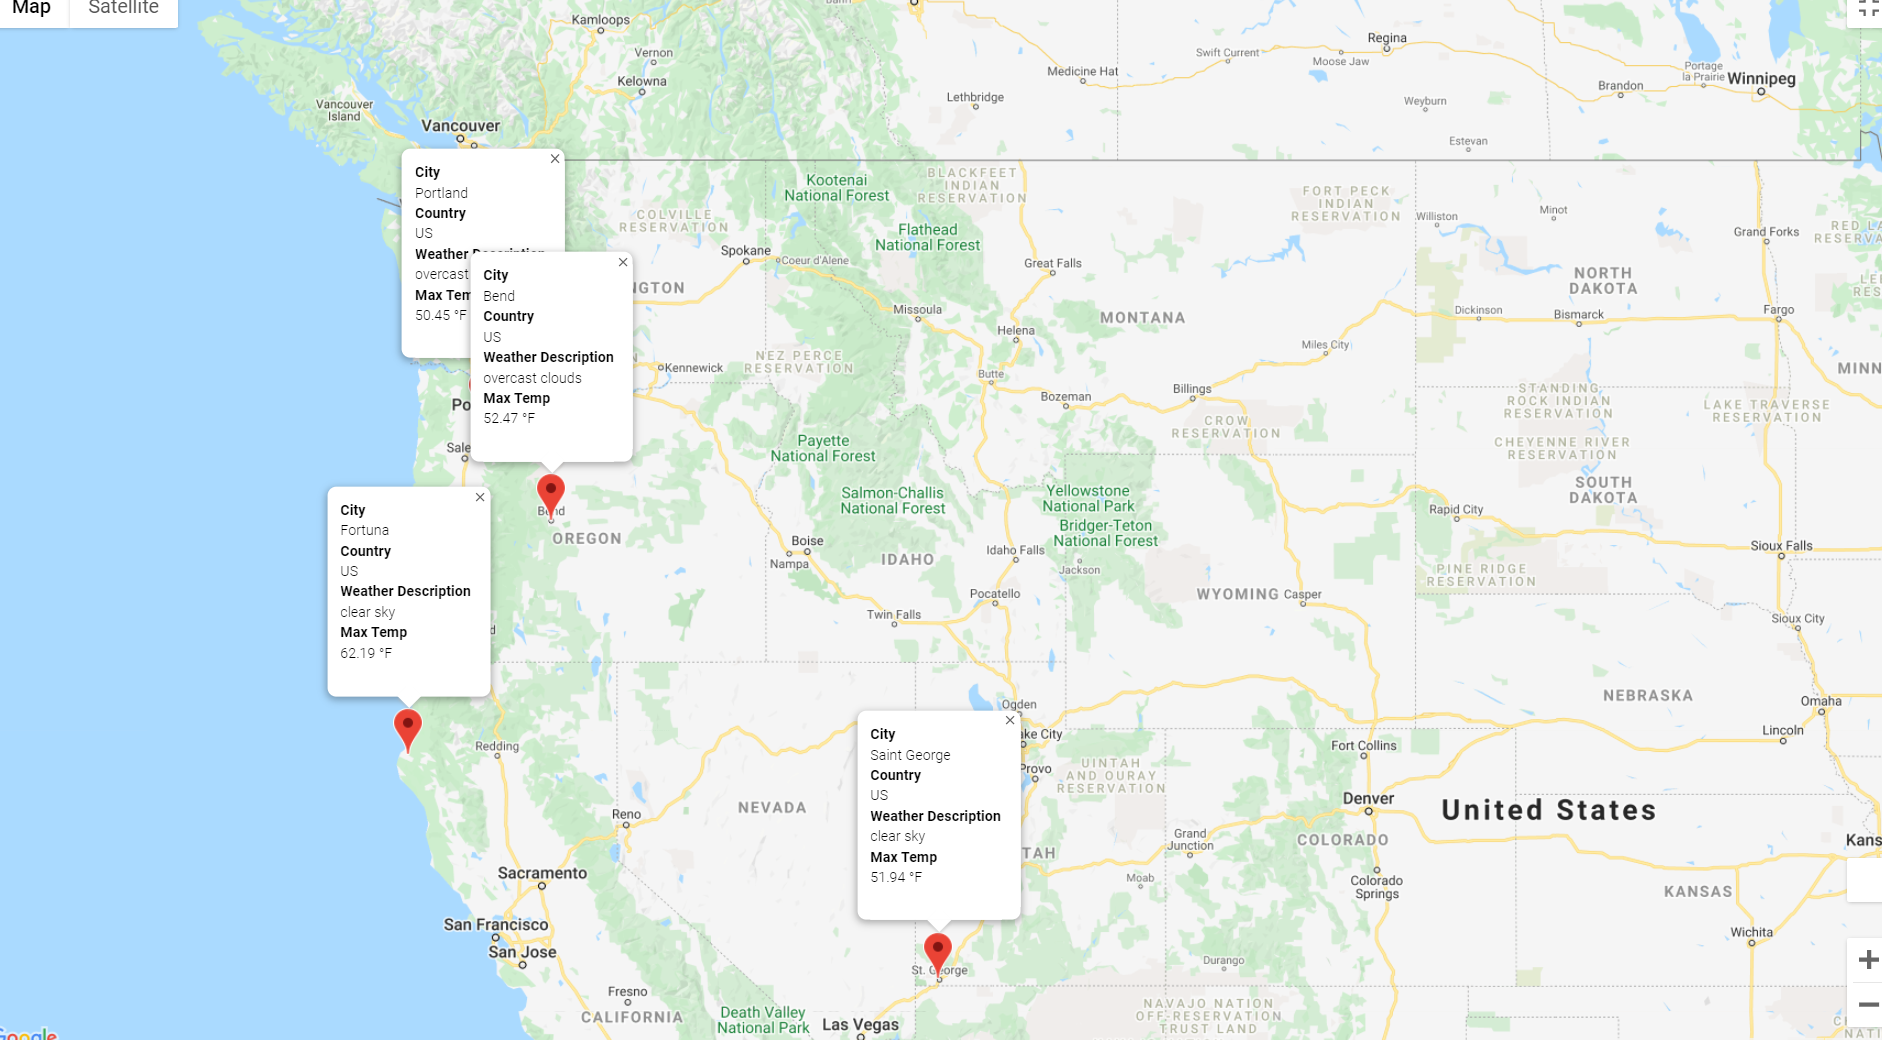 Map
Satellite
Kamloops
Vernon
Kelowna
Vancouver
Island
Vancouver
Swift Current
Regina
Moose Jaw
Medicine Hat
Lethbridge
Weyburn
Estevan
Brandon
Portage
la Prairie
Winnipeg
City
Portland
Country
US
Weather Description
overcast
Max Tem
50.45 °F
City
Bend
Country
US
Weather Description
overcast clouds
Max Temp
52.47 °F
City
Fortuna
Country
US
Weather Description
clear sky
Max Temp
62.19 °F
City
Saint George
Country
US
Weather Description
clear sky
Max Temp
51.94 °F
Kootenai
National Forest
BLACKFEET
INDIAN
RESERVATION
COLVILLE
RESERVATION
Flathead
National Forest
FORT PECK
INDIAN
RESERVATION
Williston
Minot
Grand Forks
RED LA
RESERVA
Spokane
Coeur d'Alene
Great Falls
NGTON
NORTH
DAKOTA
Missoula
Helena
MONTANA
Dickinson
Bismarck
Fargo
Miles City
NEZ PERCE
RESERVATION
Kennewick
Butte
Bozeman
Billings
MINN
STANDING
ROCK INDIAN
RESERVATION
LAKE TRAVERSE
RESERVATION
Po
Sale
CROW
RESERVATION
Payette
National Forest
CHEYENNE RIVER
RESERVATION
Salmon-Challis
National Forest
Yellowstone
National Park
Bridger-Teton
National Forest
SOUTH
DAKOTA
Rapid City
Bend
OREGON
Boise
Nampa
IDAHO
Idaho Falls
Jackson
Sioux Falls
PINE RIDGE
RESERVATION
Pocatello
Twin Falls
WYOMING
Casper
Sioux City
NEBRASKA
Omaha
Lincoln
Ogden
ake City
Provo
UINTAH
AND OURAY
RESERVATION
Fort Collins
Redding
NEVADA
Reno
Denver
United States
COLORADO
Grand
Junction
Kans
TAH
Moab
Colorado
Springs
KANSAS
Sacramento
San Francisco
San Jose
Wichita
St. George
Durango
Fresno
CALIFORNIA
Death Valley
National Park
Las Vegas
NAVAJO NATION
OFF-RESERVATION
TRUST LAND